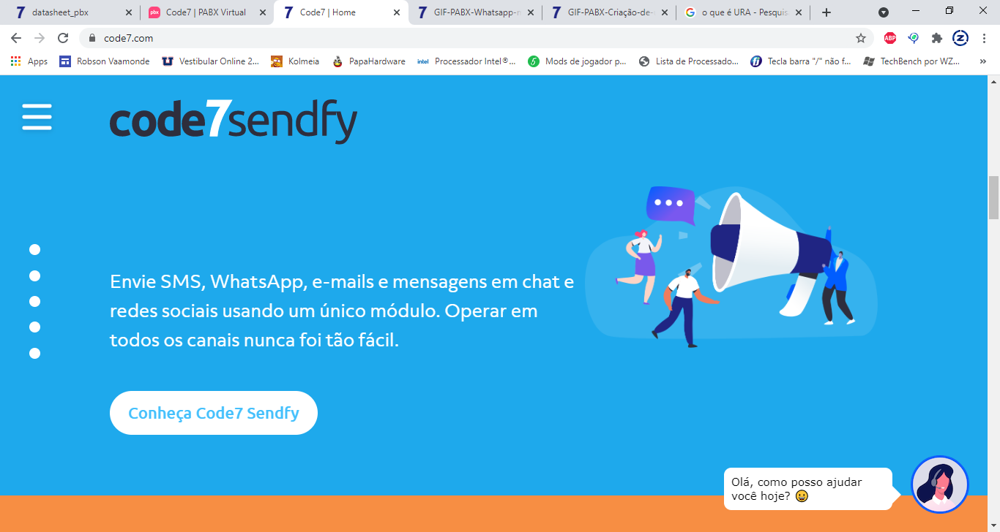 datasheet_pbx
pbx
Code7 | PABX Virtual
Code7 | Home
GIF-PABX-Whatsapp-n
GIF-PABX-Criação-de-
o que é URA - Pesquis
code7.com
ABP
Apps
Robson Vaamonde
Vestibular Online 2...
Kolmeia
PapaHardware
intel
Processador Intel®...
Mods de jogador p...
Lista de Processado...
Tecla barra "/" não f...
TechBench por WZ...
»
code7sendfy
Envie SMS, WhatsApp, e-mails e mensagens em chat e
redes sociais usando um único módulo. Operar em
todos os canais nunca foi tão fácil.
Conheça Code7 Sendfy
Olá, como posso ajudar
você hoje? 😀